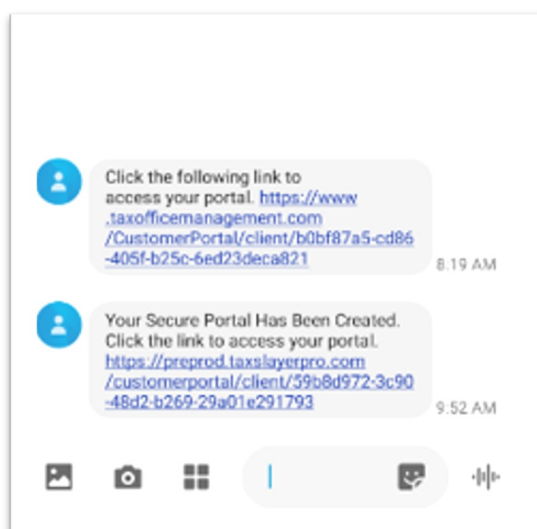 Click the following link to
access your portal. https://www
.taxofficemanagement.com
/CustomerPortal/client/b0bf87a5-cd86
-405f-b25c-6ed23deca821
8:19 AM
Your Secure Portal Has Been Created.
Click the link to access your portal.
https://preprod.taxslayerpro.com
/customerportal/client/59b8d972-3c90
-48d2-b269-29a01e291793
9:52 AM